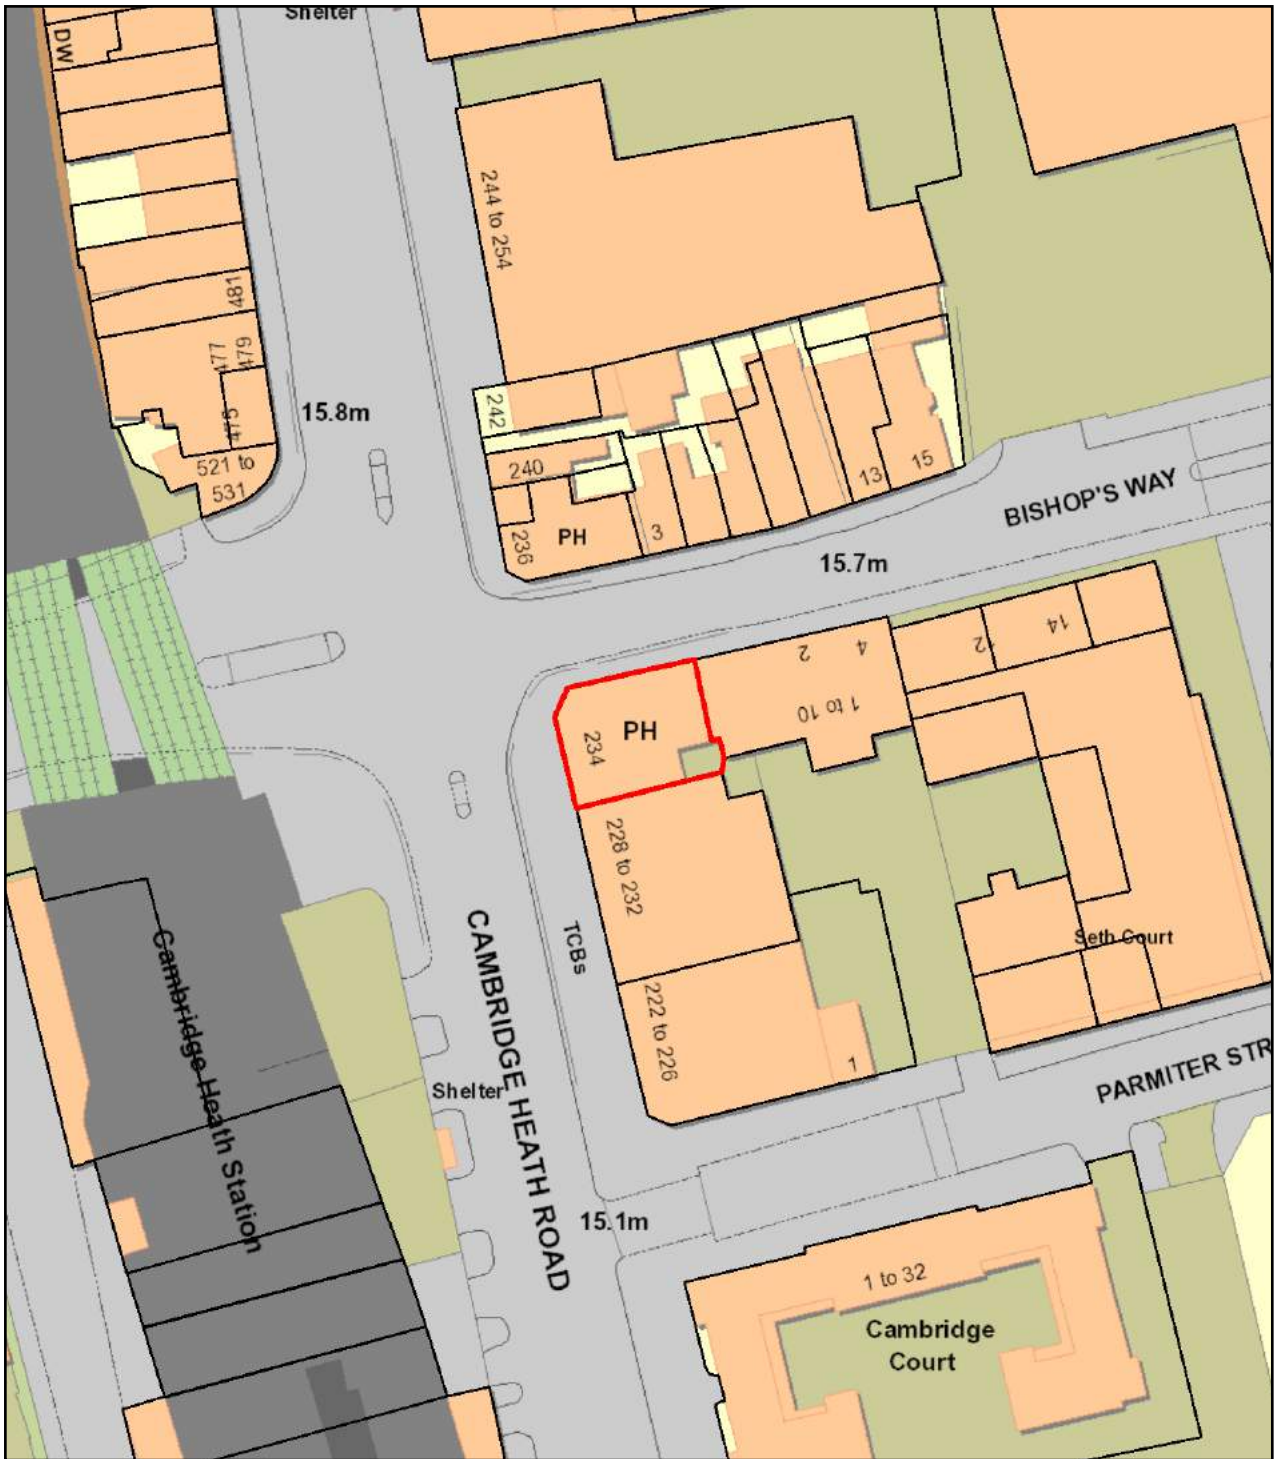 Shelter
DW
244 to 254
481
479
477
475
15.8m
242
521 to
531
240
13
15
BISHOP'S WAY
236
PH
3
15.7m
2
4
12
14
1 to 10
PH
234
228 to 232
TCBs
CAMBRIDGE HEATH ROAD
Cambridge Heath Station
Seth Court
222 to 226
1
Shelter
PARMITER STR
15.1m
1 to 32
Cambridge
Court